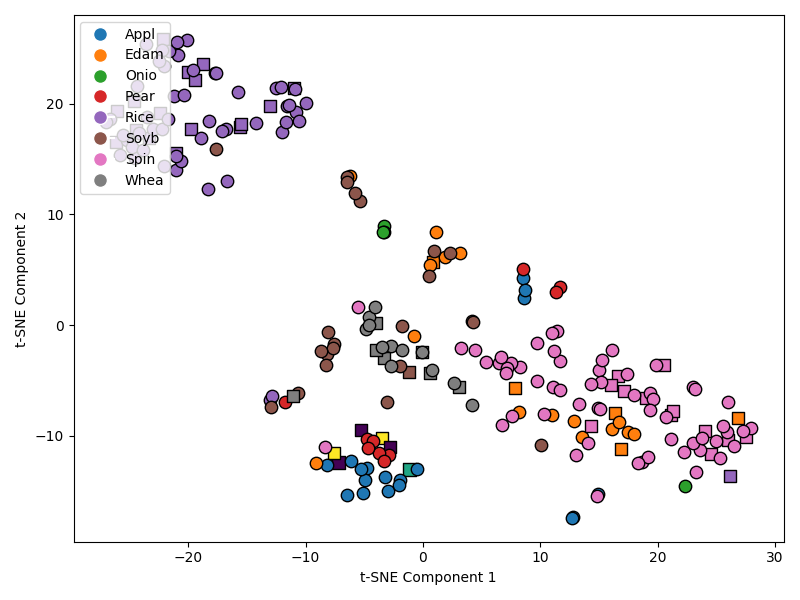 Appl
Edam
Onio
Pear
Rice
Soyb
Spin
Whea
20
10
0
−10
−20
−10
0
10
20
30
t-SNE Component 1
t-SNE Component 2